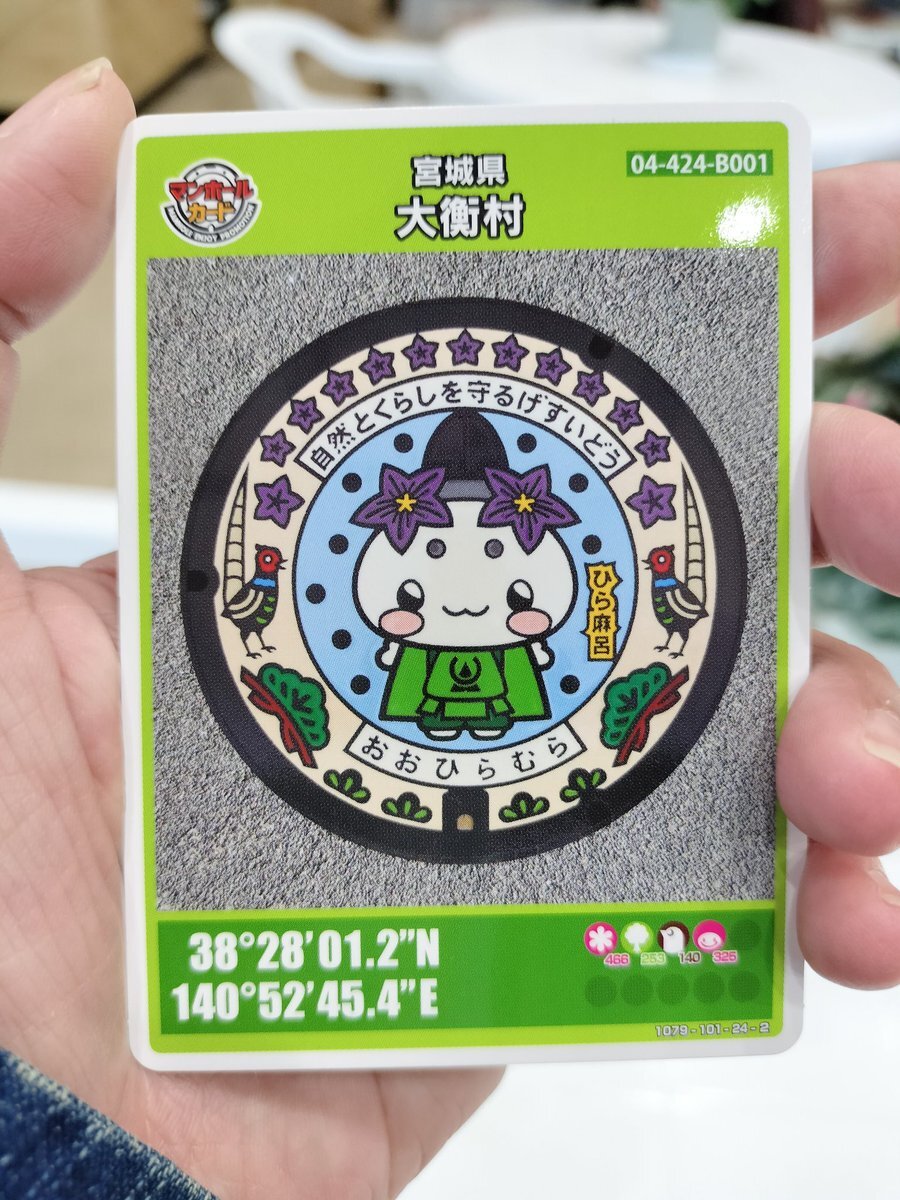 マンホール
カード
宮城県
大衡村
04-424-B001
自然とくらしを守るげすいどう
ひら麻呂
おおひらむら
38°28'01.2"N
140°52'45.4"E
466 253 140 325
1079-101-24-2